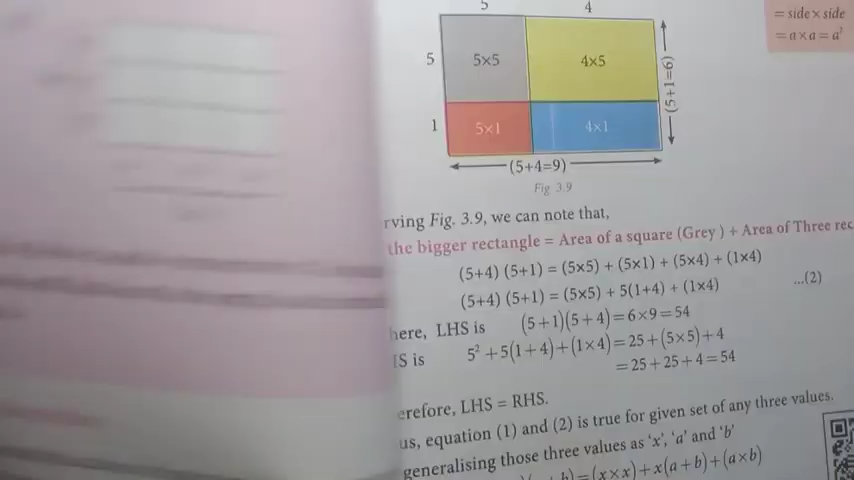 5 4
= side × side
= a × a = a²
5 5×5 4×5
(5+1=6)
1 5×1 4×1
(5+4=9)
Fig 3.9
rving Fig. 3.9, we can note that,
the bigger rectangle = Area of a square (Grey ) + Area of Three rec
(5+4) (5+1) = (5×5) + (5×1) + (5×4) + (1×4)
(5+4) (5+1) = (5×5) + 5(1+4) + (1×4) ...(2)
here, LHS is (5+1)(5+4) = 6×9 = 54
IS is 5² + 5(1+4)+(1×4) = 25+(5×5)+4
= 25+25+4 = 54
erefore, LHS = RHS.
us, equation (1) and (2) is true for given set of any three values.
generalising those three values as ‘x’, ‘a’ and ‘b’
+b) = (x×x)+x(a+b)+(a×b)